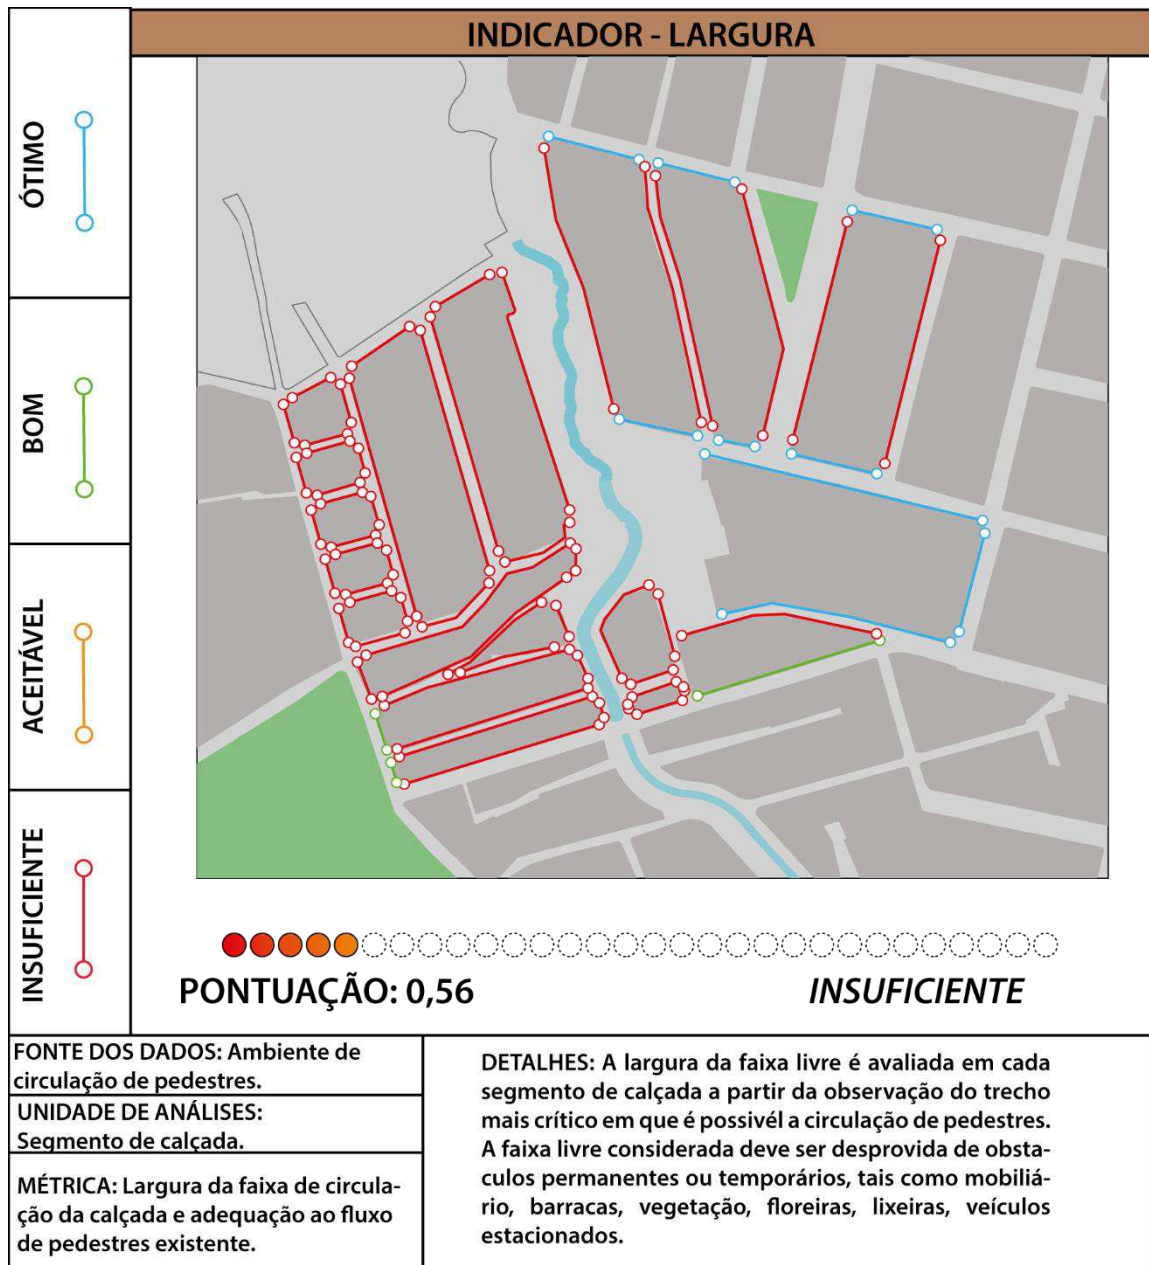 INDICADOR - LARGURA
ÓTIMO
BOM
ACEITÁVEL
INSUFICIENTE
PONTUAÇÃO: 0,56
INSUFICIENTE
FONTE DOS DADOS: Ambiente de
circulação de pedestres.
UNIDADE DE ANÁLISES:
Segmento de calçada.
MÉTRICA: Largura da faixa de circula-
ção da calçada e adequação ao fluxo
de pedestres existente.
DETALHES: A largura da faixa livre é avaliada em cada
segmento de calçada a partir da observação do trecho
mais crítico em que é possivél a circulação de pedestres.
A faixa livre considerada deve ser desprovida de obsta-
culos permanentes ou temporários, tais como mobiliá-
rio, barracas, vegetação, floreiras, lixeiras, veículos
estacionados.